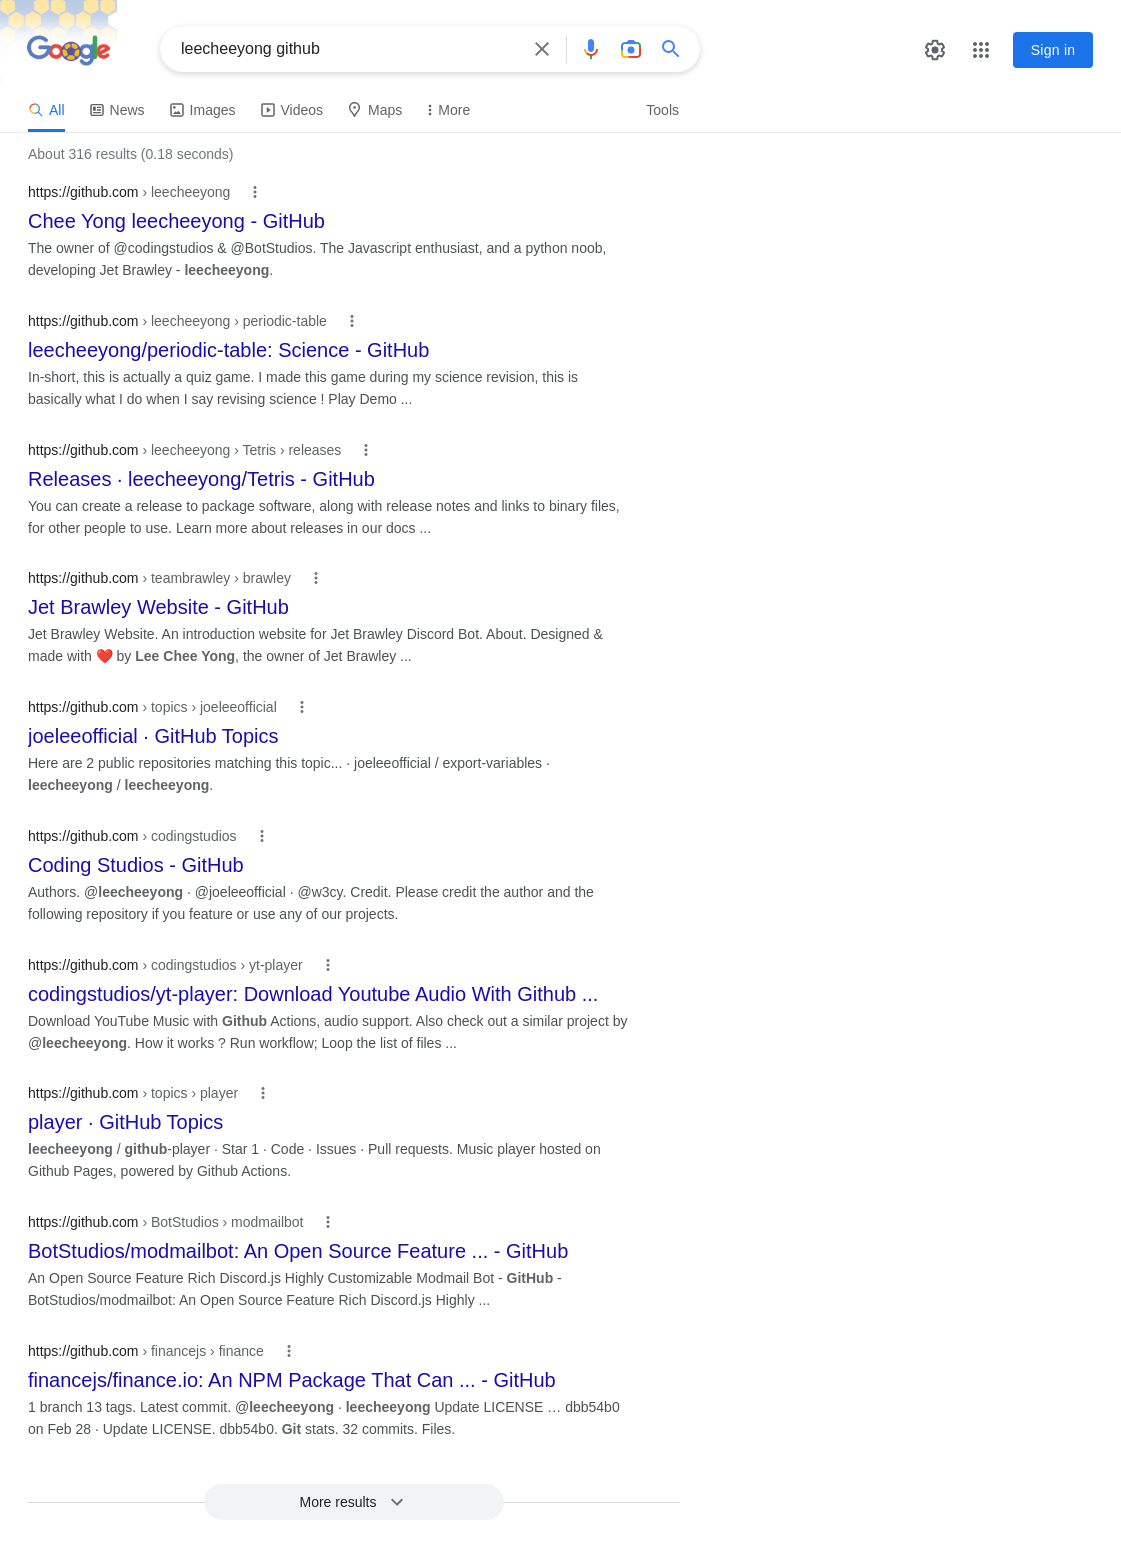 Google
leecheeyong github
Sign in
All News Images Videos Maps More Tools
About 316 results (0.18 seconds)
https://github.com › leecheeyong
Chee Yong leecheeyong - GitHub
The owner of @codingstudios & @BotStudios. The Javascript enthusiast, and a python noob,
developing Jet Brawley - leecheeyong.
https://github.com › leecheeyong › periodic-table
leecheeyong/periodic-table: Science - GitHub
In-short, this is actually a quiz game. I made this game during my science revision, this is
basically what I do when I say revising science ! Play Demo ...
https://github.com › leecheeyong › Tetris › releases
Releases · leecheeyong/Tetris - GitHub
You can create a release to package software, along with release notes and links to binary files,
for other people to use. Learn more about releases in our docs ...
https://github.com › teambrawley › brawley
Jet Brawley Website - GitHub
Jet Brawley Website. An introduction website for Jet Brawley Discord Bot. About. Designed &
made with ❤️ by Lee Chee Yong, the owner of Jet Brawley ...
https://github.com › topics › joeleeofficial
joeleeofficial · GitHub Topics
Here are 2 public repositories matching this topic... · joeleeofficial / export-variables ·
leecheeyong / leecheeyong.
https://github.com › codingstudios
Coding Studios - GitHub
Authors. @leecheeyong · @joeleeofficial · @w3cy. Credit. Please credit the author and the
following repository if you feature or use any of our projects.
https://github.com › codingstudios › yt-player
codingstudios/yt-player: Download Youtube Audio With Github ...
Download YouTube Music with Github Actions, audio support. Also check out a similar project by
@leecheeyong. How it works ? Run workflow; Loop the list of files ...
https://github.com › topics › player
player · GitHub Topics
leecheeyong / github-player · Star 1 · Code · Issues · Pull requests. Music player hosted on
Github Pages, powered by Github Actions.
https://github.com › BotStudios › modmailbot
BotStudios/modmailbot: An Open Source Feature ... - GitHub
An Open Source Feature Rich Discord.js Highly Customizable Modmail Bot - GitHub -
BotStudios/modmailbot: An Open Source Feature Rich Discord.js Highly ...
https://github.com › financejs › finance
financejs/finance.io: An NPM Package That Can ... - GitHub
1 branch 13 tags. Latest commit. @leecheeyong · leecheeyong Update LICENSE … dbb54b0
on Feb 28 · Update LICENSE. dbb54b0. Git stats. 32 commits. Files.
More results